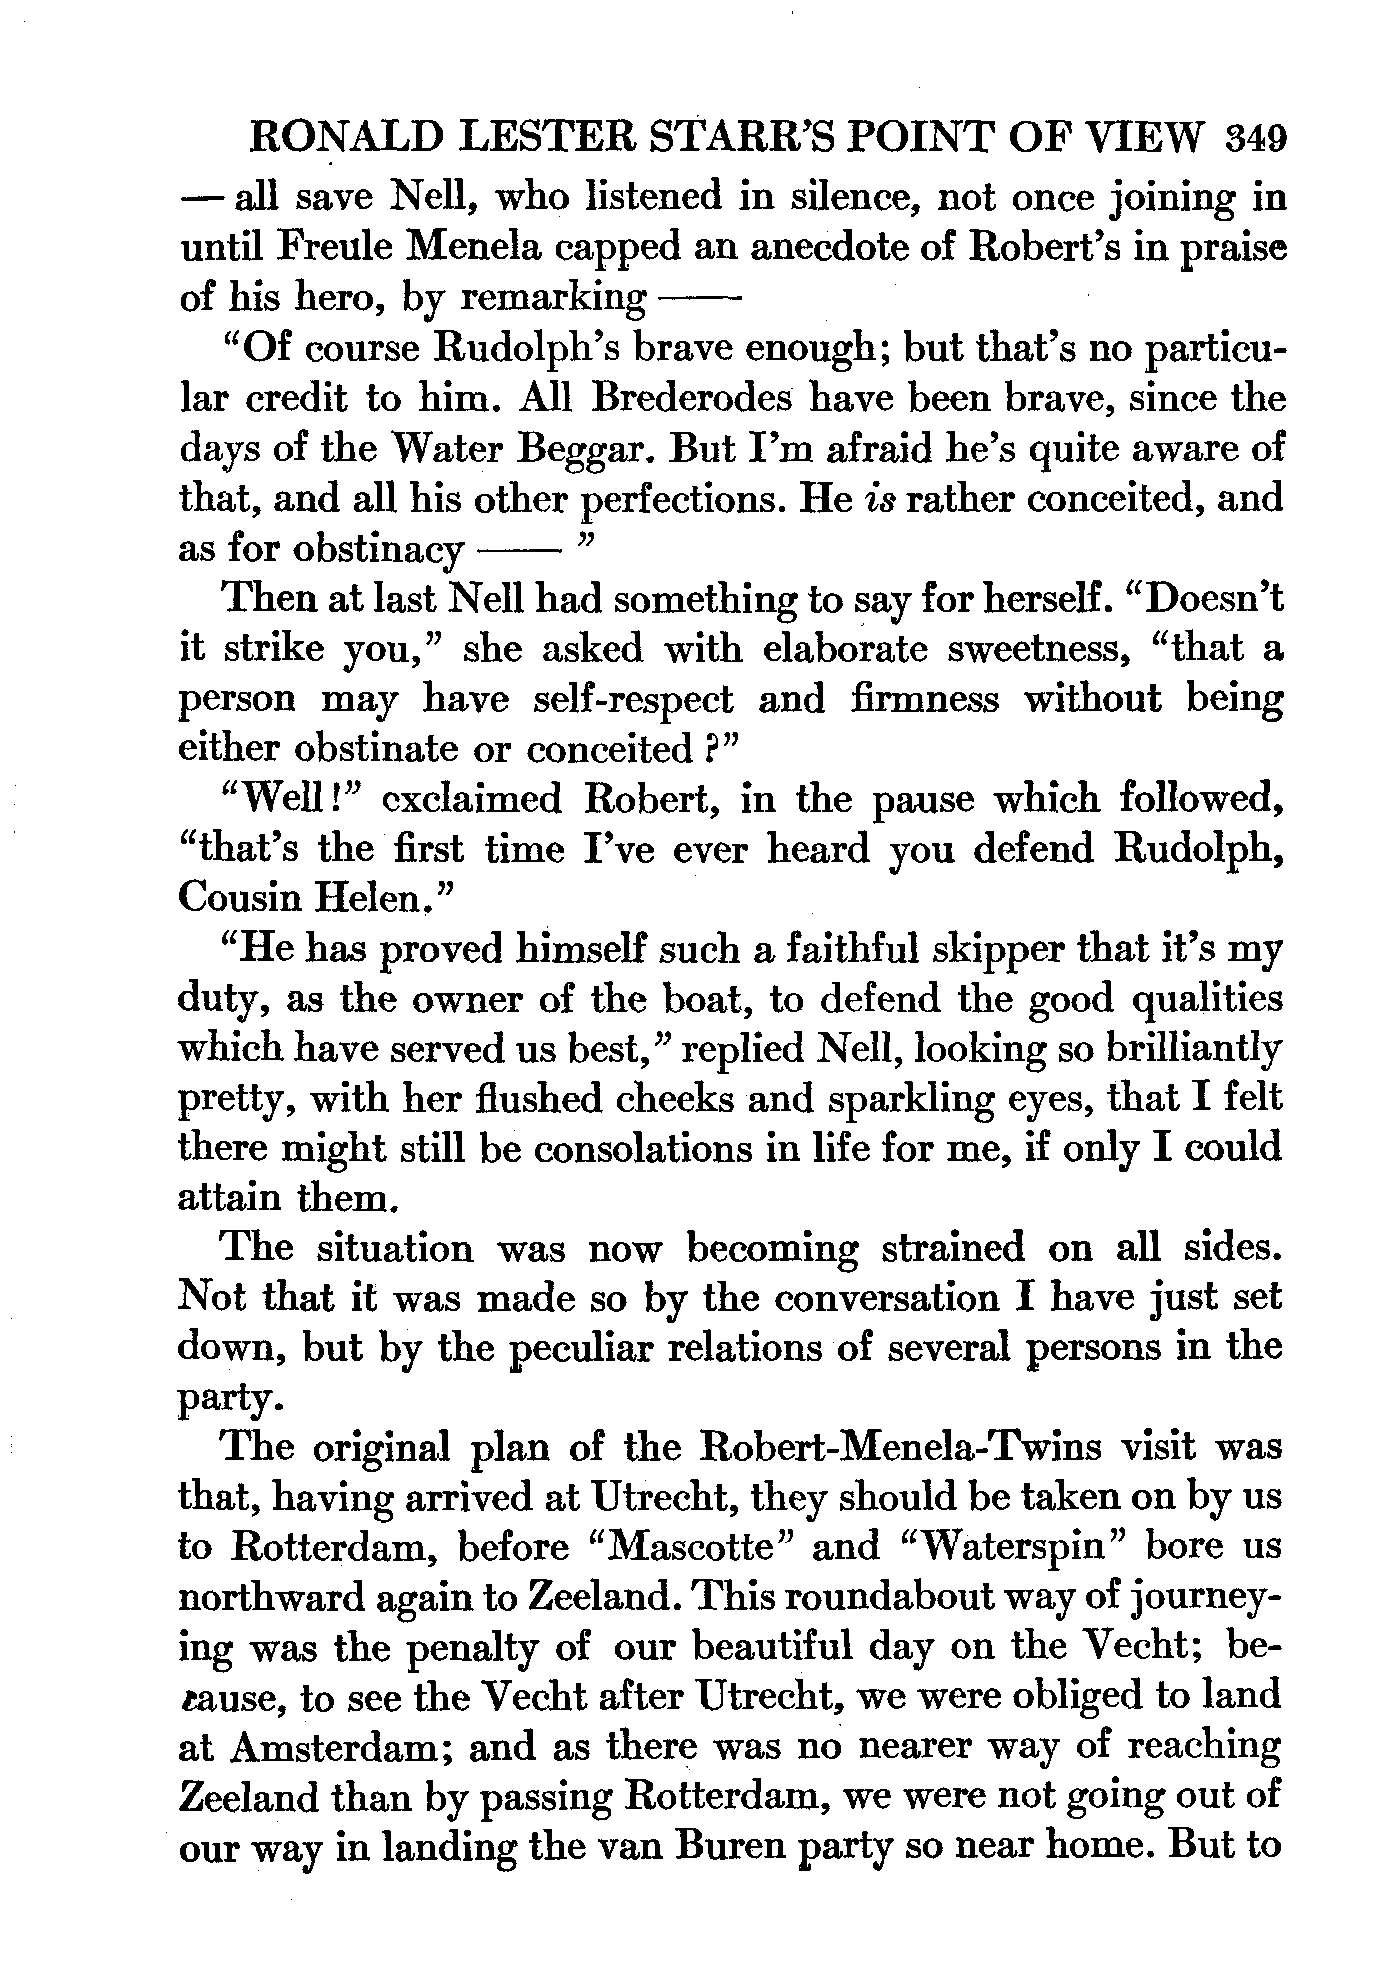 RONALD LESTER STARR'S POINT OF VIEW 349
— all save Nell, who listened in silence, not once joining in
until Freule Menela capped an anecdote of Robert's in praise
of his hero, by remarking ——
“Of course Rudolph's brave enough; but that's no particu-
lar credit to him. All Brederodes have been brave, since the
days of the Water Beggar. But I'm afraid he's quite aware of
that, and all his other perfections. He is rather conceited, and
as for obstinacy —— ”
Then at last Nell had something to say for herself. “Doesn't
it strike you,” she asked with elaborate sweetness, “that a
person may have self-respect and firmness without being
either obstinate or conceited ?”
“Well!” exclaimed Robert, in the pause which followed,
“that's the first time I've ever heard you defend Rudolph,
Cousin Helen.”
“He has proved himself such a faithful skipper that it's my
duty, as the owner of the boat, to defend the good qualities
which have served us best,” replied Nell, looking so brilliantly
pretty, with her flushed cheeks and sparkling eyes, that I felt
there might still be consolations in life for me, if only I could
attain them.
The situation was now becoming strained on all sides.
Not that it was made so by the conversation I have just set
down, but by the peculiar relations of several persons in the
party.
The original plan of the Robert-Menela-Twins visit was
that, having arrived at Utrecht, they should be taken on by us
to Rotterdam, before “Mascotte” and “Waterspin” bore us
northward again to Zeeland. This roundabout way of journey-
ing was the penalty of our beautiful day on the Vecht; be-
cause, to see the Vecht after Utrecht, we were obliged to land
at Amsterdam; and as there was no nearer way of reaching
Zeeland than by passing Rotterdam, we were not going out of
our way in landing the van Buren party so near home. But to